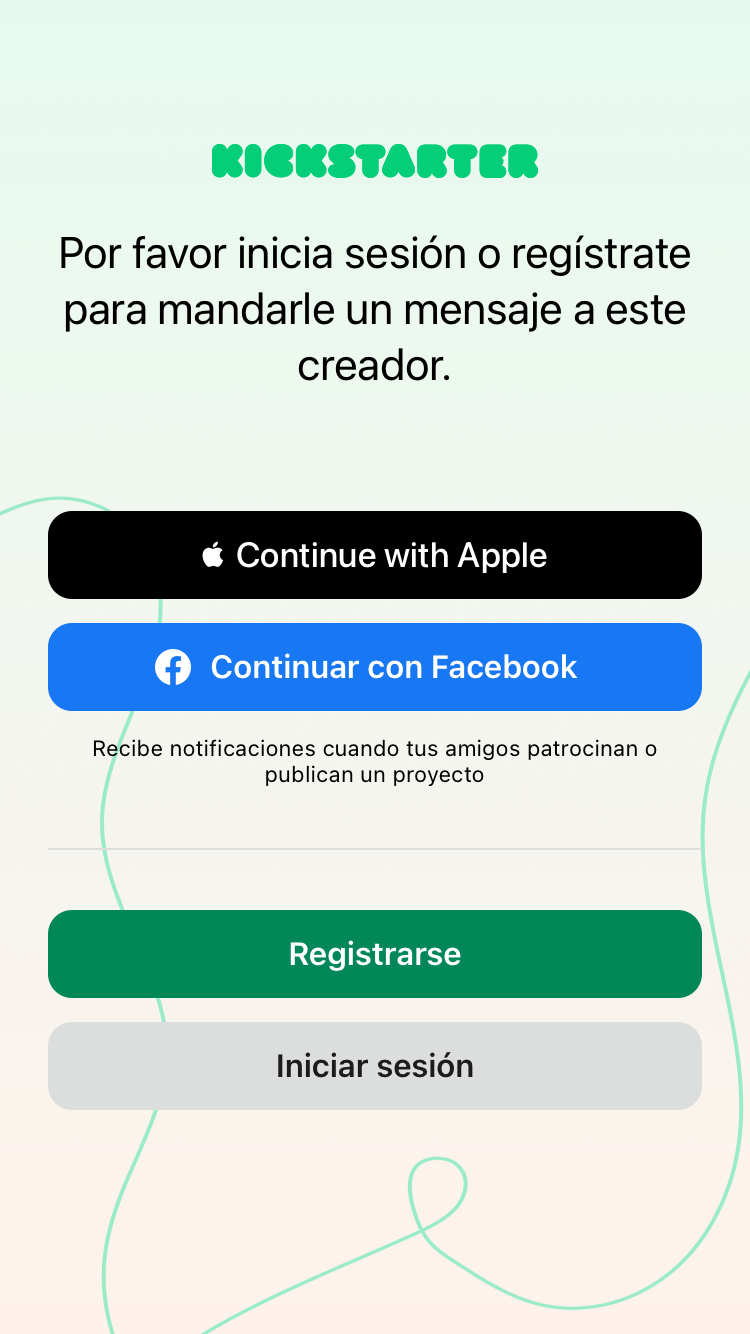 KICKSTARTER
Por favor inicia sesión o regístrate
para mandarle un mensaje a este
creador.
Continue with Apple
Continuar con Facebook
Recibe notificaciones cuando tus amigos patrocinan o
publican un proyecto
Registrarse
Iniciar sesión